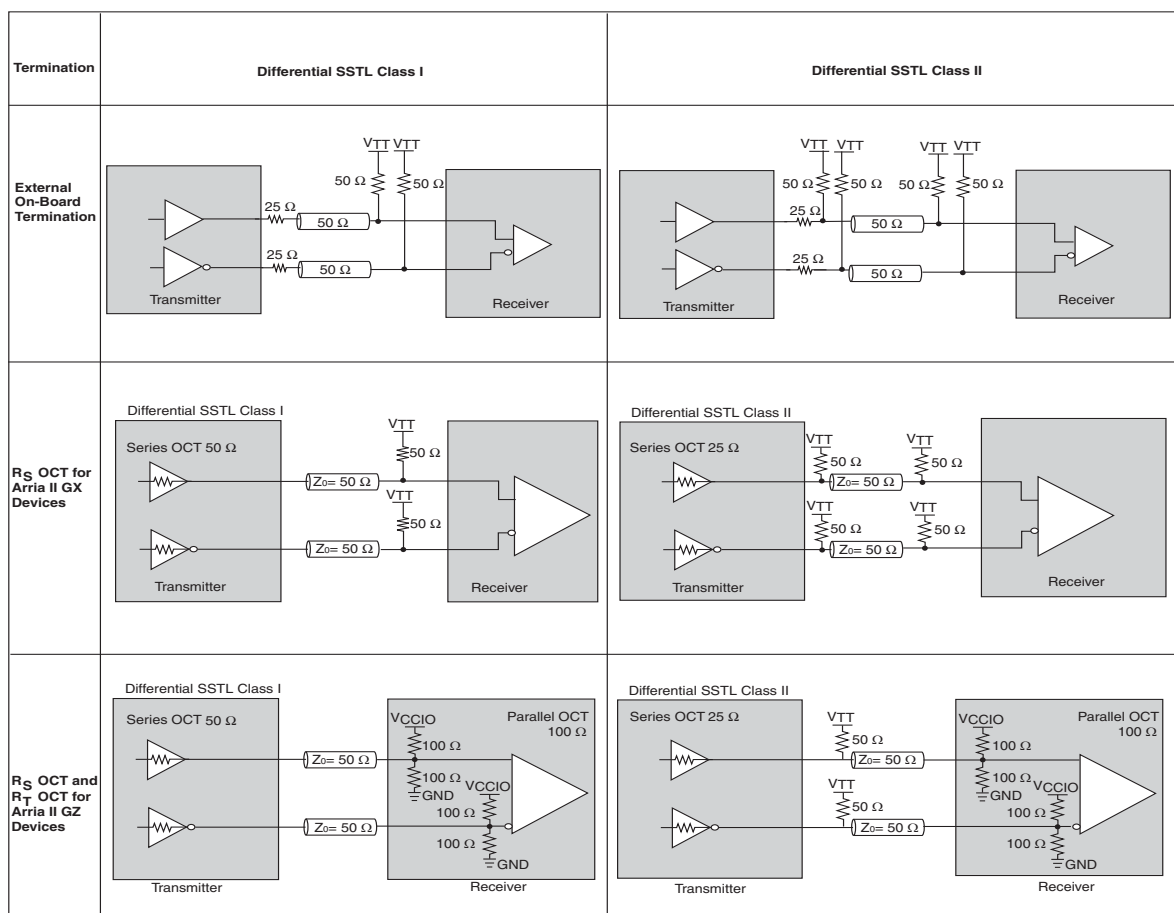 Termination
Differential SSTL Class I
Differential SSTL Class II
External
On-Board
Termination
VTT VTT
50 Ω 50 Ω
25 Ω
50 Ω
25 Ω
50 Ω
Transmitter
Receiver
VTT VTT VTT VTT
50 Ω 50 Ω 50 Ω 50 Ω
25 Ω
50 Ω
25 Ω
50 Ω
Transmitter
Receiver
RS OCT for
Arria II GX
Devices
Differential SSTL Class I
Series OCT 50 Ω
VTT
50 Ω
Z0= 50 Ω
VTT
50 Ω
Z0= 50 Ω
Transmitter
Receiver
Differential SSTL Class II
Series OCT 25 Ω
VTT VTT
50 Ω 50 Ω
Z0= 50 Ω
VTT VTT
50 Ω 50 Ω
Z0= 50 Ω
Transmitter
Receiver
RS OCT and
RT OCT for
Arria II GZ
Devices
Differential SSTL Class I
Series OCT 50 Ω
Parallel OCT
100 Ω
VCCIO
100 Ω
Z0= 50 Ω
100 Ω
VCCIO
GND
100 Ω
Z0= 50 Ω
100 Ω
GND
Transmitter
Receiver
Differential SSTL Class II
Series OCT 25 Ω
Parallel OCT
100 Ω
VTT
50 Ω
VCCIO
100 Ω
Z0= 50 Ω
100 Ω
VTT
50 Ω
VCCIO
GND
100 Ω
Z0= 50 Ω
100 Ω
GND
Transmitter
Receiver